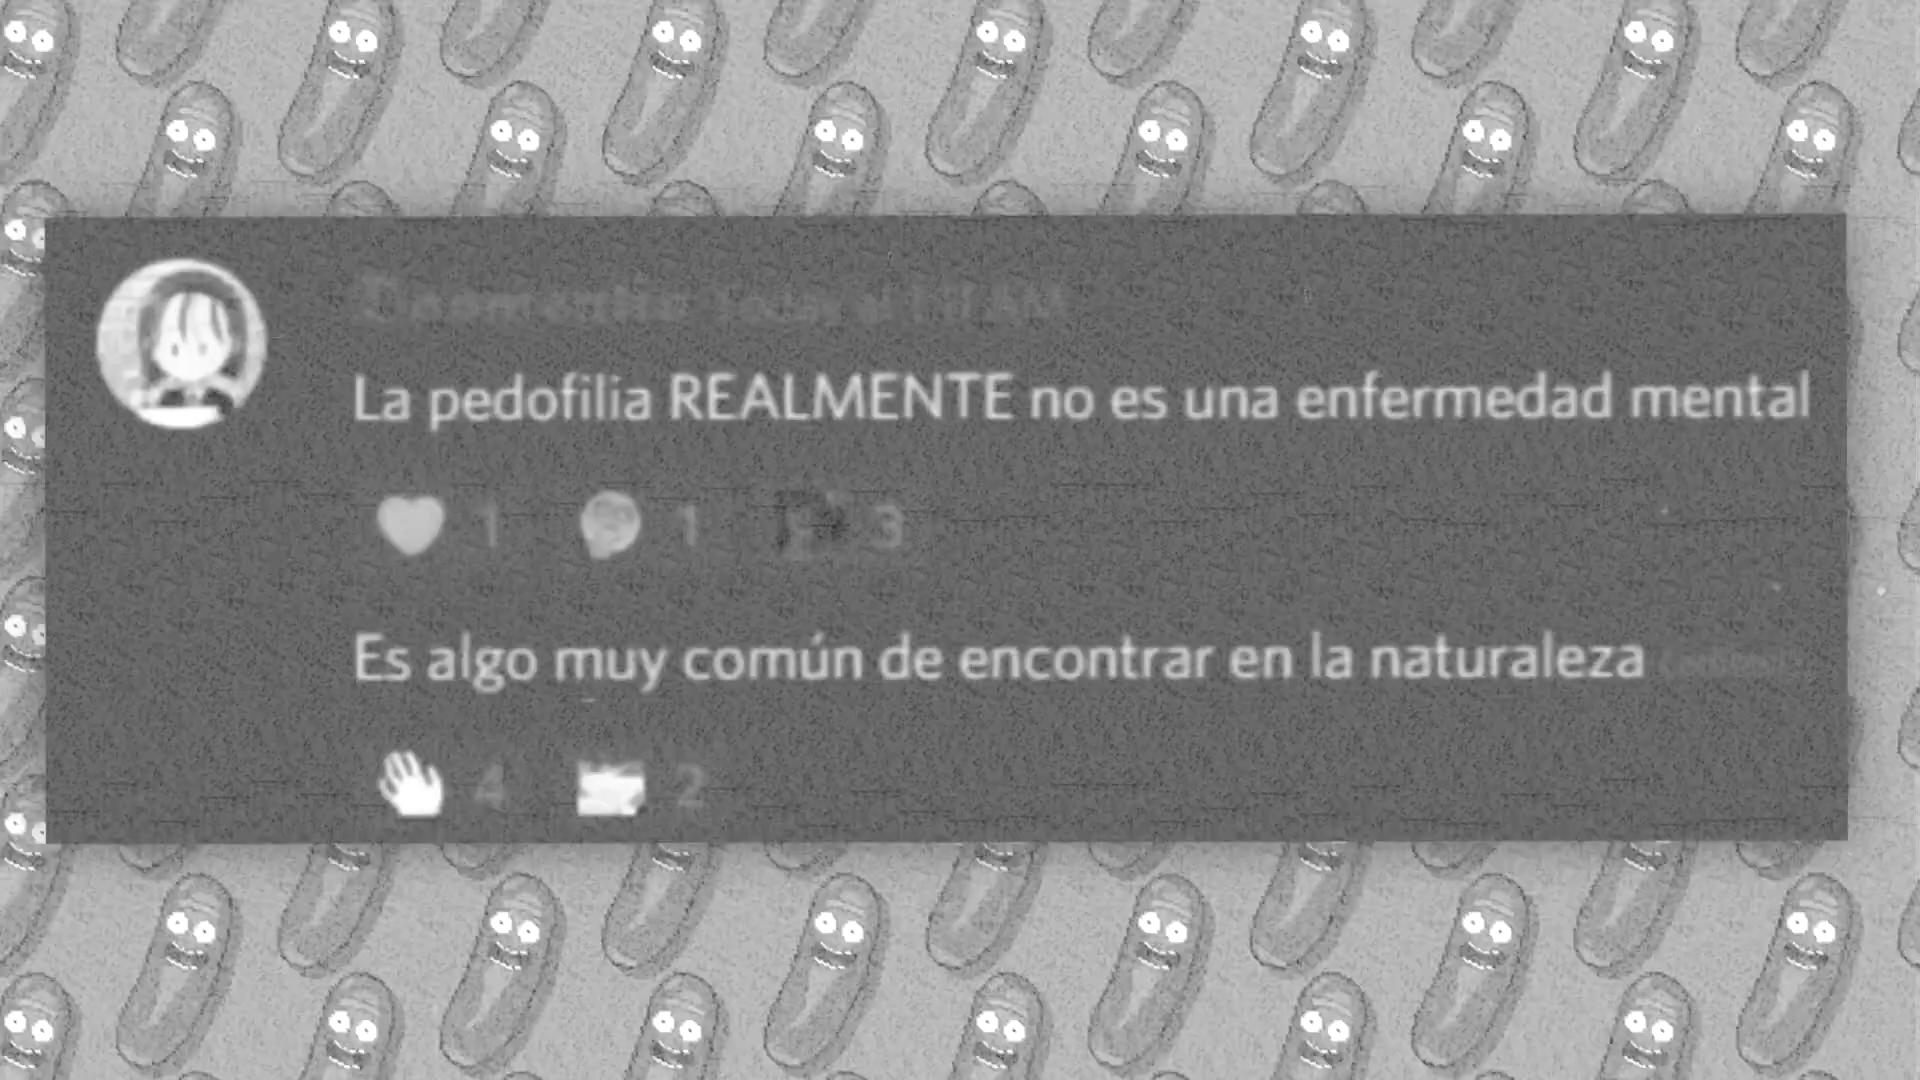 La pedofilia REALMENTE no es una enfermedad mental
1 1 3
Es algo muy común de encontrar en la naturaleza
4 2